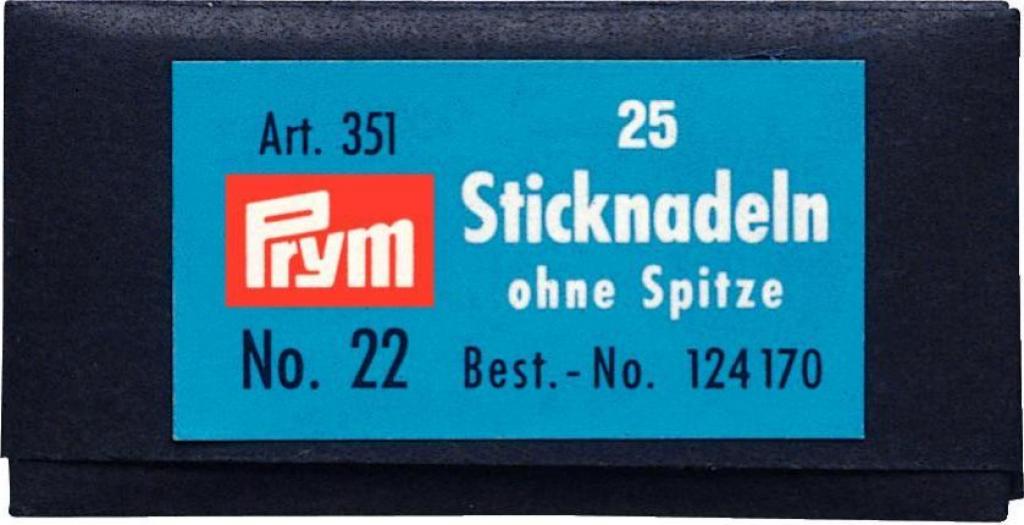 Art. 351
Prym
No. 22
25
Sticknadeln
ohne Spitze
Best.-No. 124170